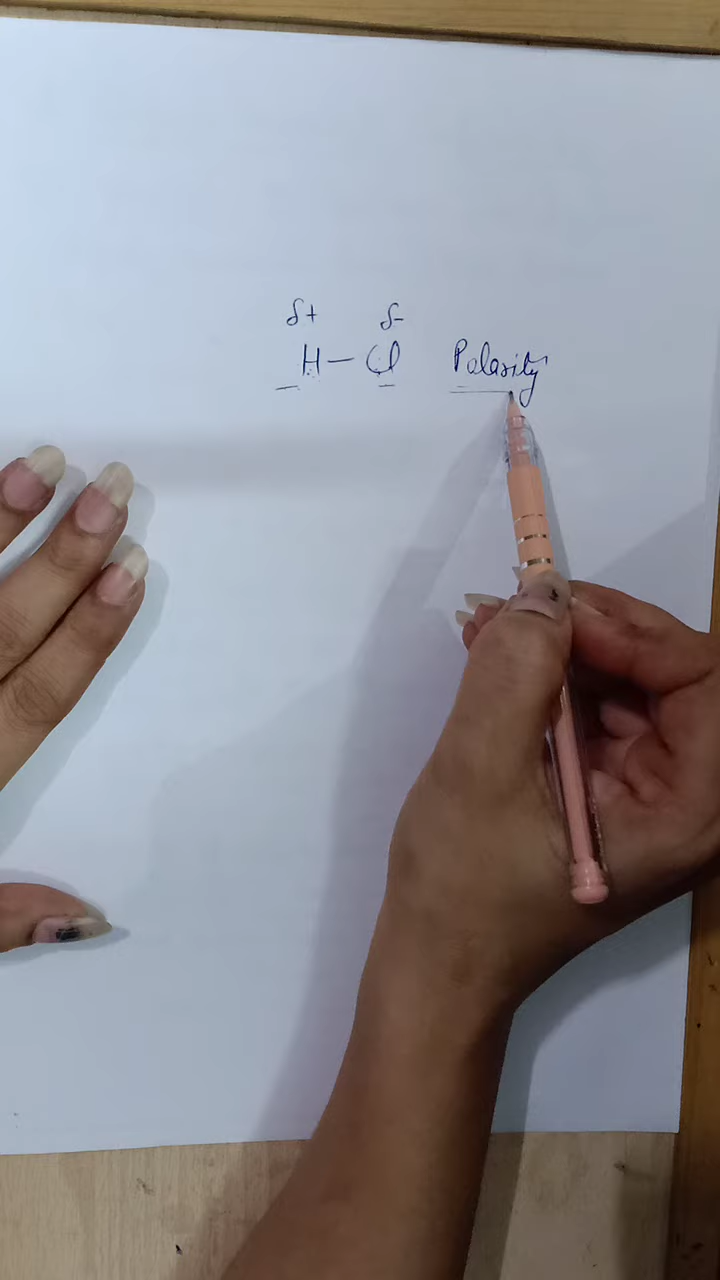 δ+ δ-
H — Cl Polarity